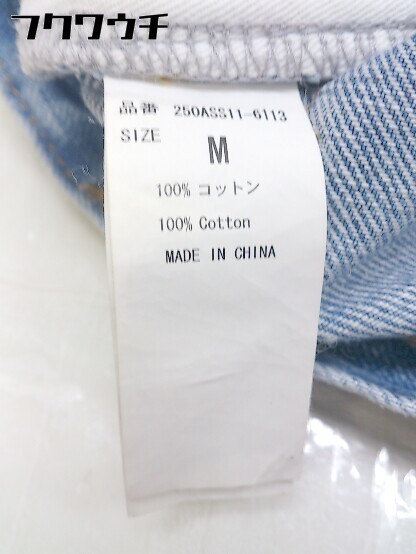 フクワウチ
品番 250ASS11-6113
SIZE M
100% コットン
100% Cotton
MADE IN CHINA